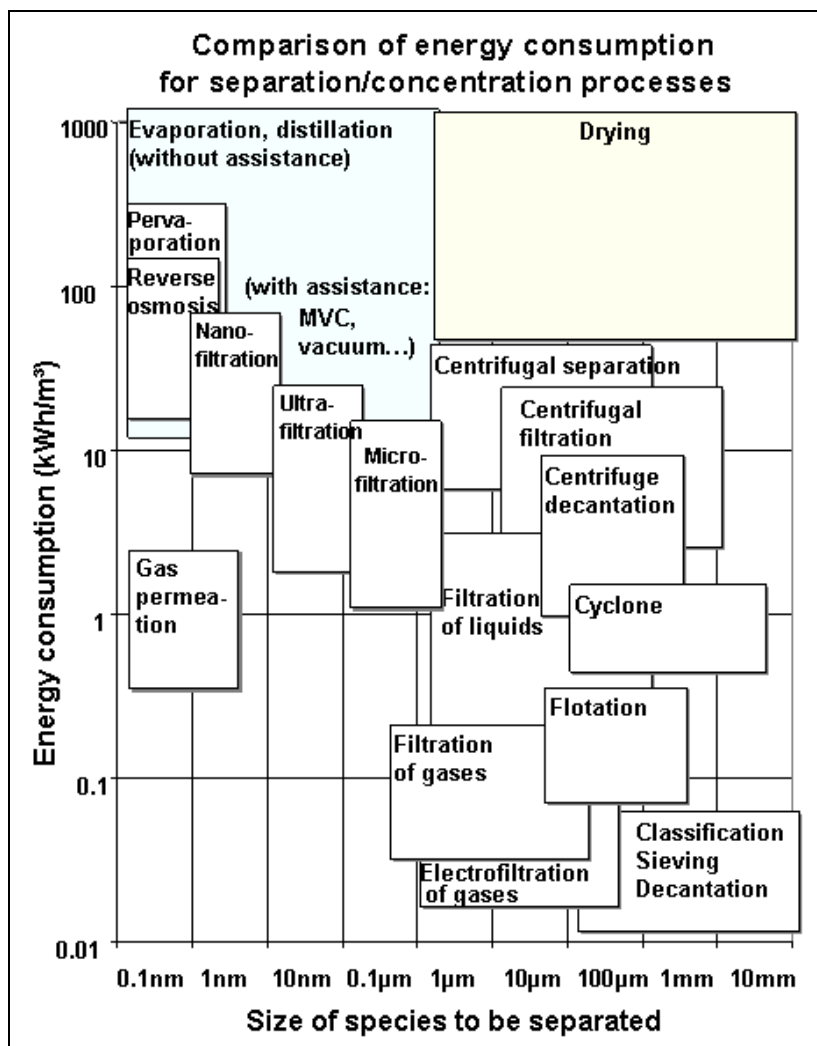 Comparison of energy consumption
for separation/concentration processes
Energy consumption (kWh/m³)
1000
100
10
1
0.1
0.01
Evaporation, distillation
(without assistance)
Drying
Perva-
poration
Reverse
osmosis
(with assistance:
MVC,
vacuum…)
Nano-
filtration
Centrifugal separation
Ultra-
filtration
Centrifugal
filtration
Micro-
filtration
Centrifuge
decantation
Gas
permea-
tion
Filtration
of liquids
Cyclone
Flotation
Filtration
of gases
Classification
Sieving
Decantation
Electrofiltration
of gases
0.1nm 1nm 10nm 0.1µm 1µm 10µm 100µm 1mm 10mm
Size of species to be separated